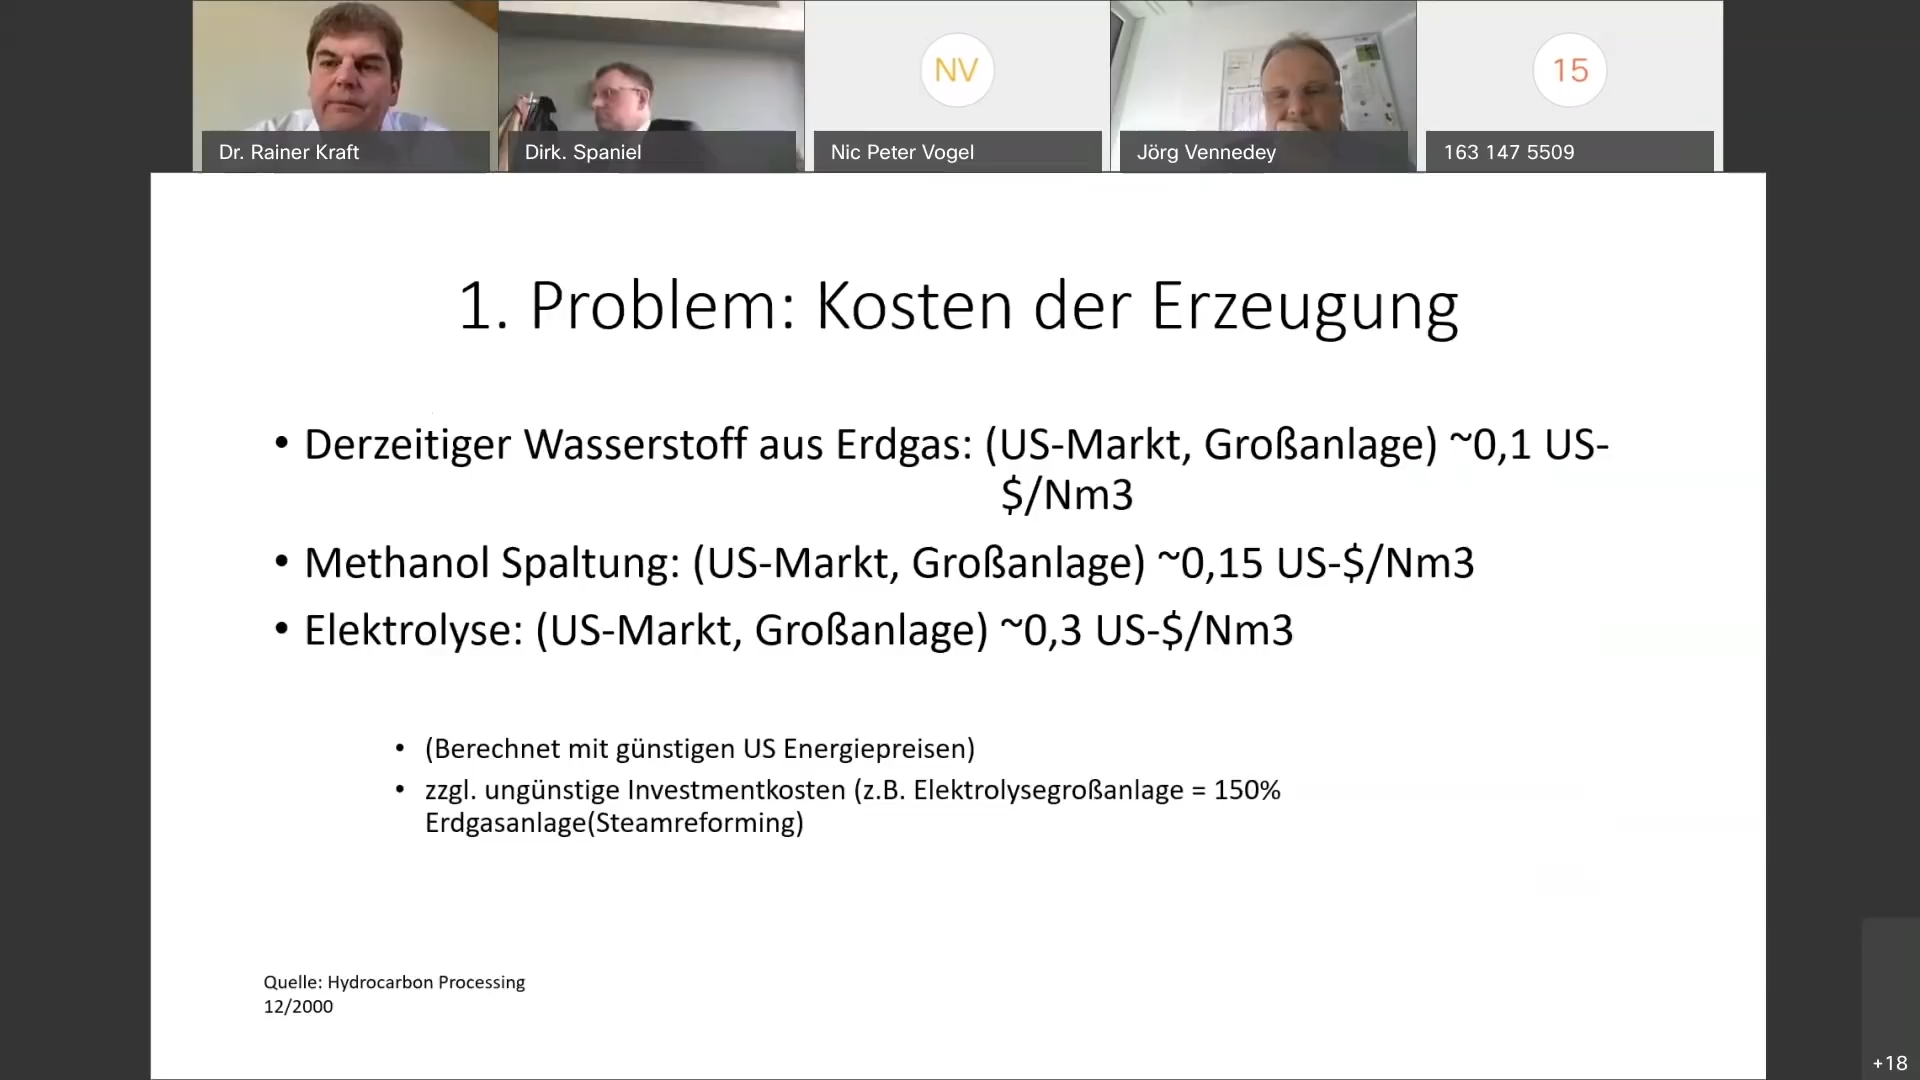 NV
15
Dr. Rainer Kraft
Dirk. Spaniel
Nic Peter Vogel
Jörg Vennedey
163 147 5509
1. Problem: Kosten der Erzeugung
• Derzeitiger Wasserstoff aus Erdgas: (US-Markt, Großanlage) ~0,1 US-
$/Nm3
• Methanol Spaltung: (US-Markt, Großanlage) ~0,15 US-$/Nm3
• Elektrolyse: (US-Markt, Großanlage) ~0,3 US-$/Nm3
• (Berechnet mit günstigen US Energiepreisen)
• zzgl. ungünstige Investmentkosten (z.B. Elektrolysegroßanlage = 150%
Erdgasanlage(Steamreforming)
Quelle: Hydrocarbon Processing
12/2000
+18